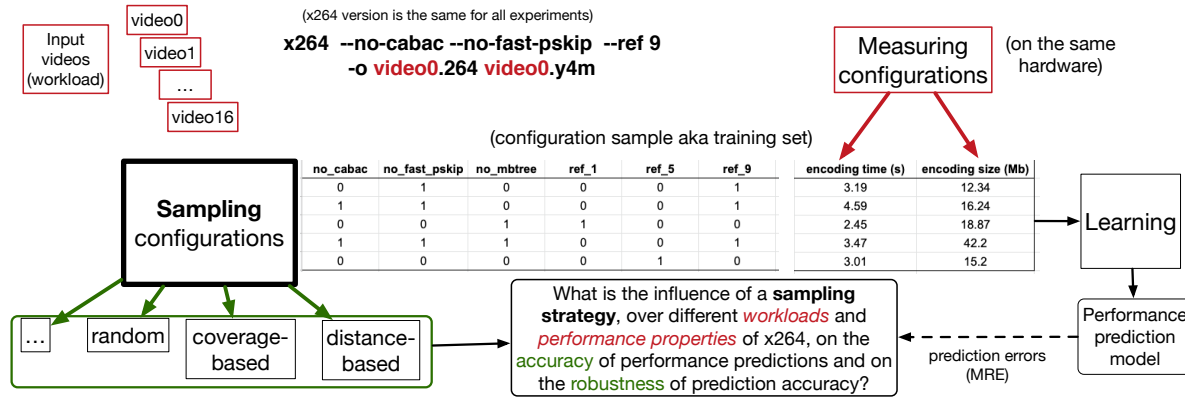 (x264 version is the same for all experiments)
Input
videos
(workload)
video0
video1
...
video16
x264 --no-cabac --no-fast-pskip --ref 9
-o video0.264 video0.y4m
Measuring
configurations
(on the same
hardware)
(configuration sample aka training set)
Sampling
configurations
no_cabac no_fast_pskip no_mbtree ref_1 ref_5 ref_9 encoding time (s) encoding size (Mb)
0 1 0 0 0 1 3.19 12.34
1 1 0 0 0 1 4.59 16.24
0 0 1 1 0 0 2.45 18.87
1 1 1 0 0 1 3.47 42.2
0 0 0 0 1 0 3.01 15.2
Learning
...
random
coverage-
based
distance-
based
What is the influence of a sampling
strategy, over different workloads and
performance properties of x264, on the
accuracy of performance predictions and on
the robustness of prediction accuracy?
prediction errors
(MRE)
Performance
prediction
model